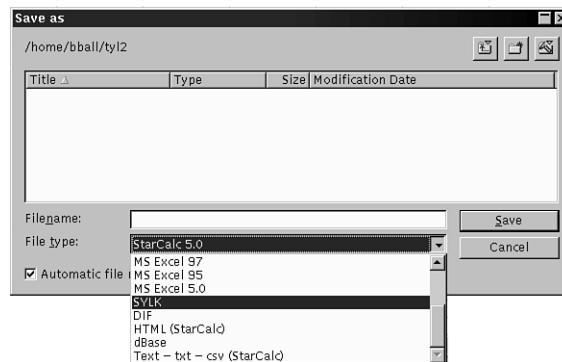 Save as
/home/bball/tyl2
Title Type Size Modification Date
Filename:
Save
File type: StarCalc 5.0
Cancel
Automatic file
MS Excel 97
MS Excel 95
MS Excel 5.0
SYLK
DIF
HTML (StarCalc)
dBase
Text – txt – csv (StarCalc)